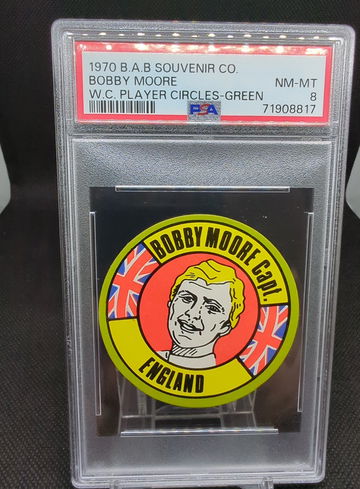 1970 B.A.B SOUVENIR CO.
BOBBY MOORE NM-MT
W.C. PLAYER CIRCLES-GREEN 8
PSA 71908817
BOBBY MOORE Capt.
ENGLAND